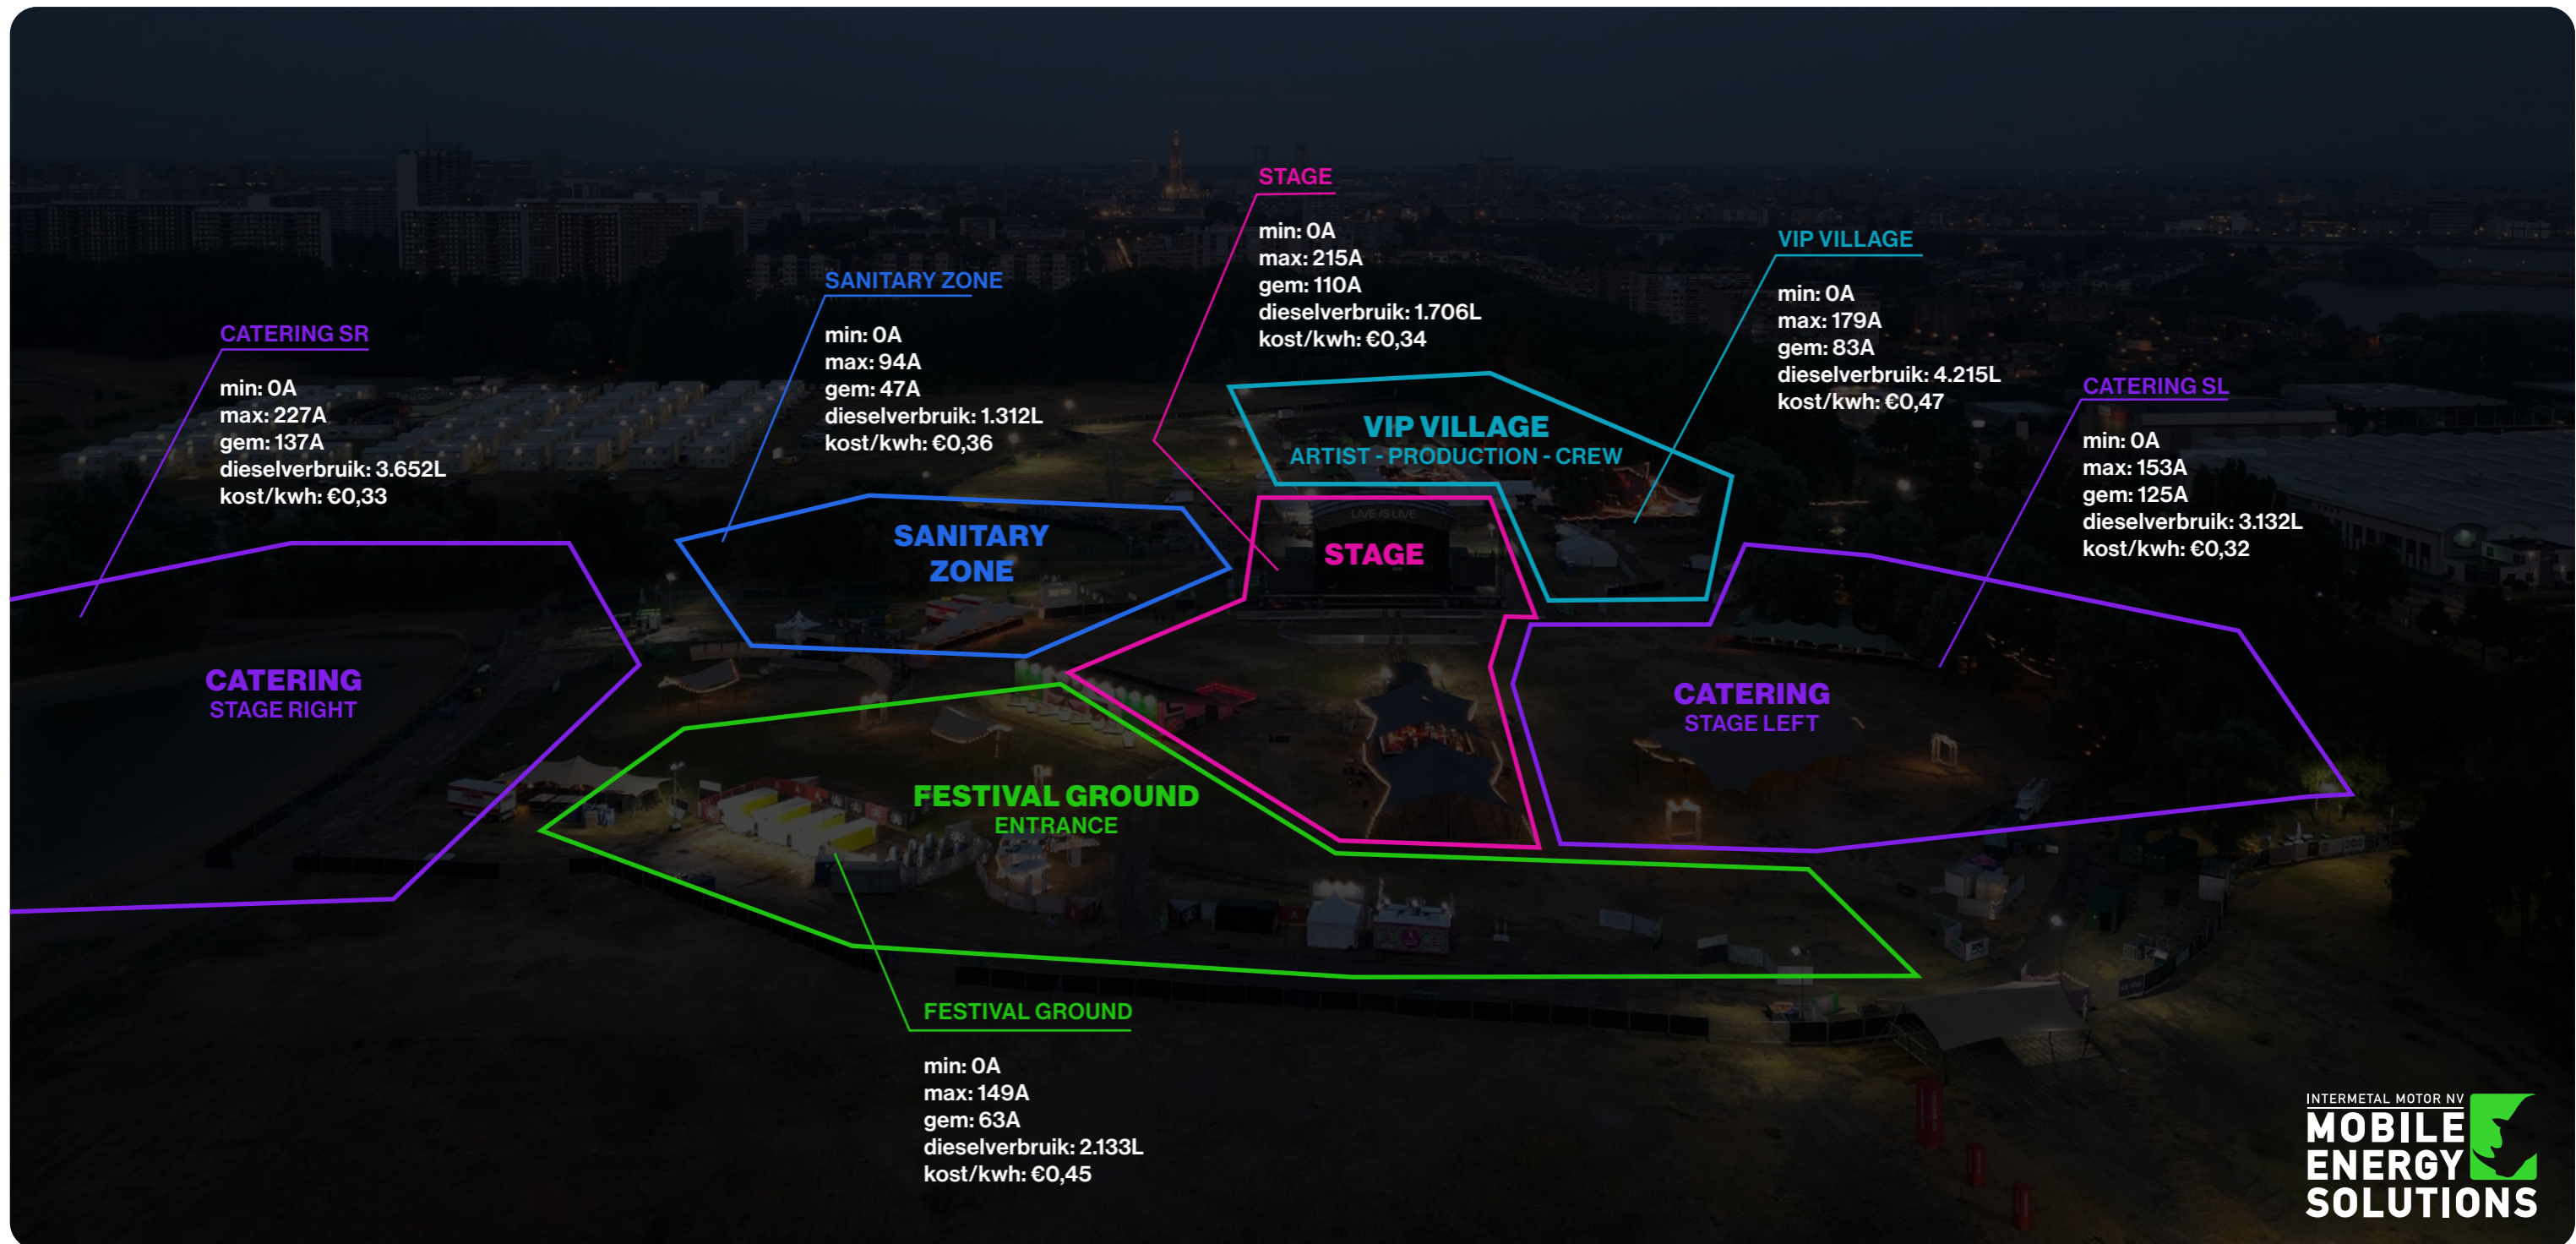 STAGE
min: 0A
max: 215A
gem: 110A
dieselverbruik: 1.706L
kost/kwh: €0,34
VIP VILLAGE
min: 0A
max: 179A
gem: 83A
dieselverbruik: 4.215L
kost/kwh: €0,47
SANITARY ZONE
min: 0A
max: 94A
gem: 47A
dieselverbruik: 1.312L
kost/kwh: €0,36
CATERING SR
min: 0A
max: 227A
gem: 137A
dieselverbruik: 3.652L
kost/kwh: €0,33
CATERING SL
min: 0A
max: 153A
gem: 125A
dieselverbruik: 3.132L
kost/kwh: €0,32
VIP VILLAGE
ARTIST - PRODUCTION - CREW
LIVE IS LIVE
SANITARY
ZONE
STAGE
CATERING
STAGE RIGHT
CATERING
STAGE LEFT
FESTIVAL GROUND
ENTRANCE
FESTIVAL GROUND
min: 0A
max: 149A
gem: 63A
dieselverbruik: 2.133L
kost/kwh: €0,45
INTERMETAL MOTOR NV
MOBILE
ENERGY
SOLUTIONS